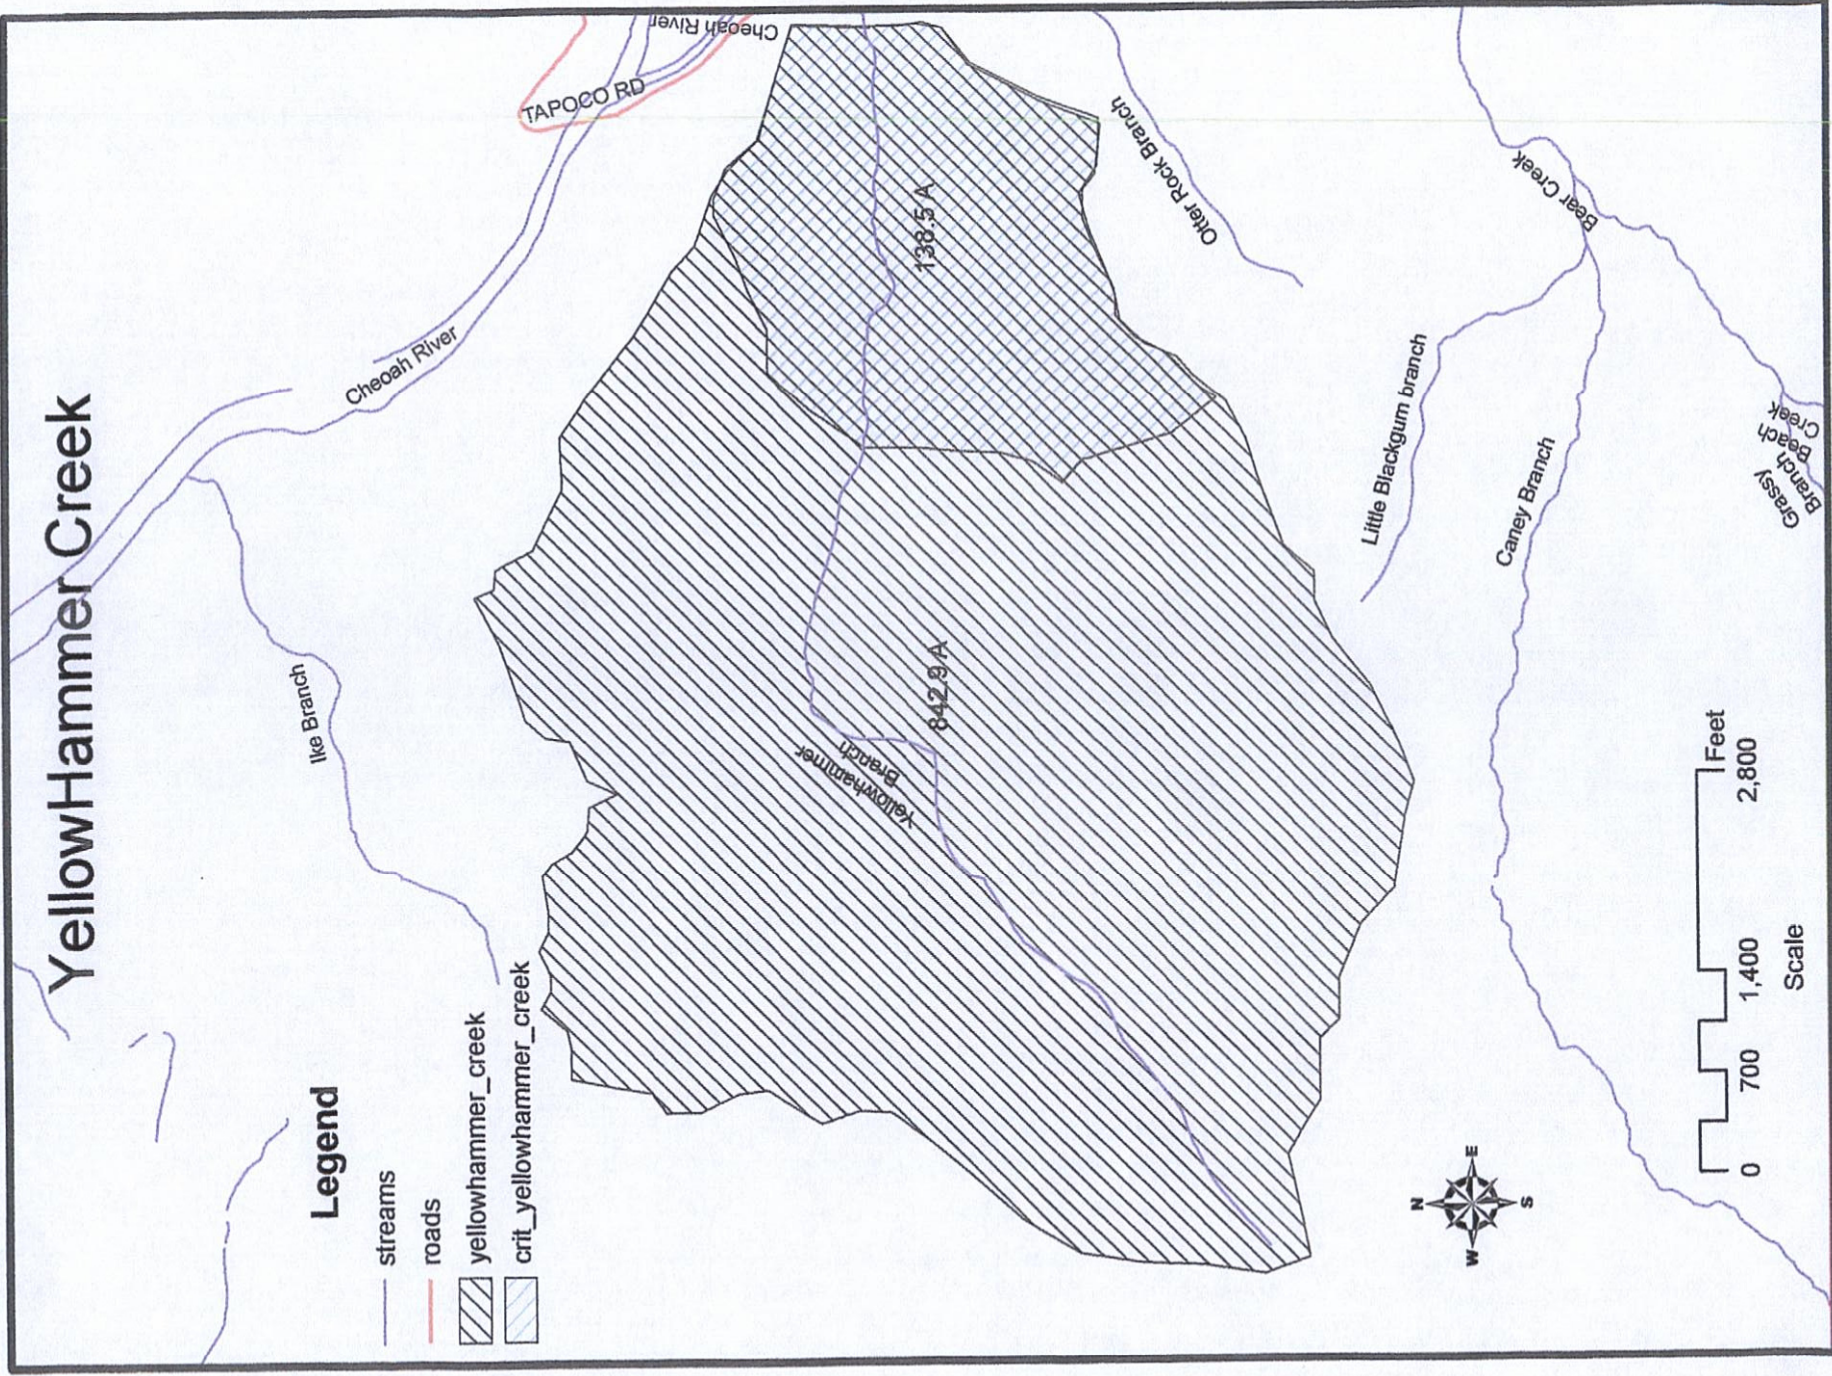 YellowHammer Creek
Cheoah River
TAPOCO RD
Cheoah River
Ike Branch
Legend
streams
roads
yellowhammer_creek
crit_yellowhammer_creek
138.5 A
842.9 A
Yellowhammer
Branch
Otter Rock Branch
Bear Creek
Little Blackgum branch
Caney Branch
Grassy
Branch
Beach
Creek
N
W
E
S
Feet
0
700
1,400
2,800
Scale